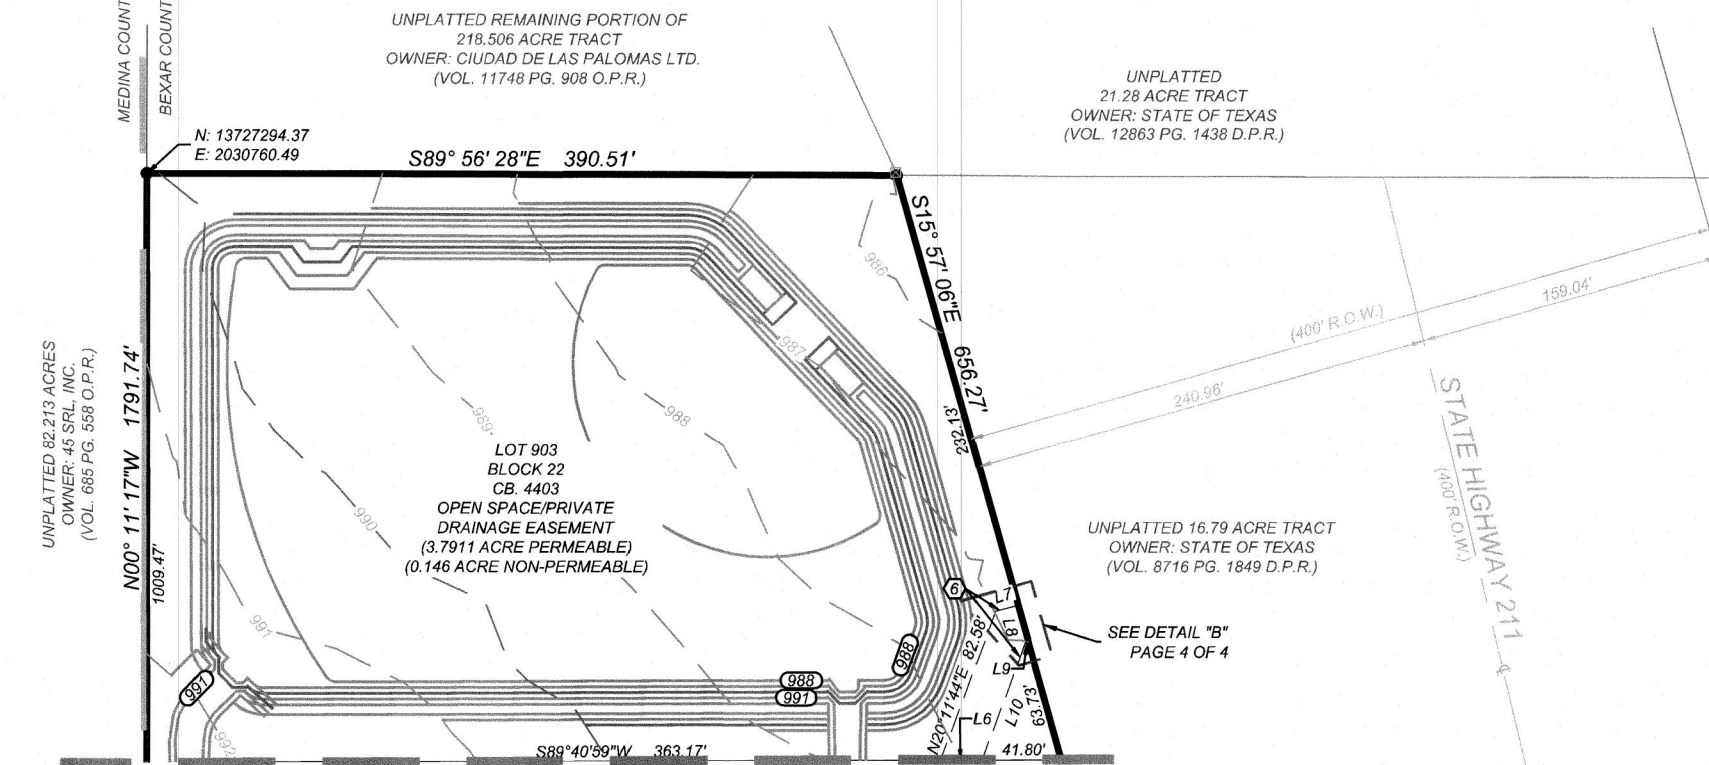 MEDINA COUNT
BEXAR COUNT
UNPLATTED REMAINING PORTION OF
218.506 ACRE TRACT
OWNER: CIUDAD DE LAS PALOMAS LTD.
(VOL. 11748 PG. 908 O.P.R.)
UNPLATTED
21.28 ACRE TRACT
OWNER: STATE OF TEXAS
(VOL. 12863 PG. 1438 D.P.R.)
N: 13727294.37
E: 2030760.49
S89° 56' 28"E 390.51'
S15° 57' 06"E 656.27'
232.13'
986
987
988
989
990
991
992
159.04'
(400' R.O.W.)
240.96'
STATE HIGHWAY 211
(400' R.O.W.)
UNPLATTED 82.213 ACRES
OWNER: 45 SRL, INC.
(VOL. 685 PG. 558 O.P.R.)
N00° 11' 17"W 1791.74'
1009.47'
LOT 903
BLOCK 22
CB. 4403
OPEN SPACE/PRIVATE
DRAINAGE EASEMENT
(3.7911 ACRE PERMEABLE)
(0.146 ACRE NON-PERMEABLE)
UNPLATTED 16.79 ACRE TRACT
OWNER: STATE OF TEXAS
(VOL. 8716 PG. 1849 D.P.R.)
6
L7
L8
L9
L10
L6
SEE DETAIL "B"
PAGE 4 OF 4
988
988
991
991
N20°11'44"E 82.58'
63.73'
41.80'
S89°40'59"W 363.17'